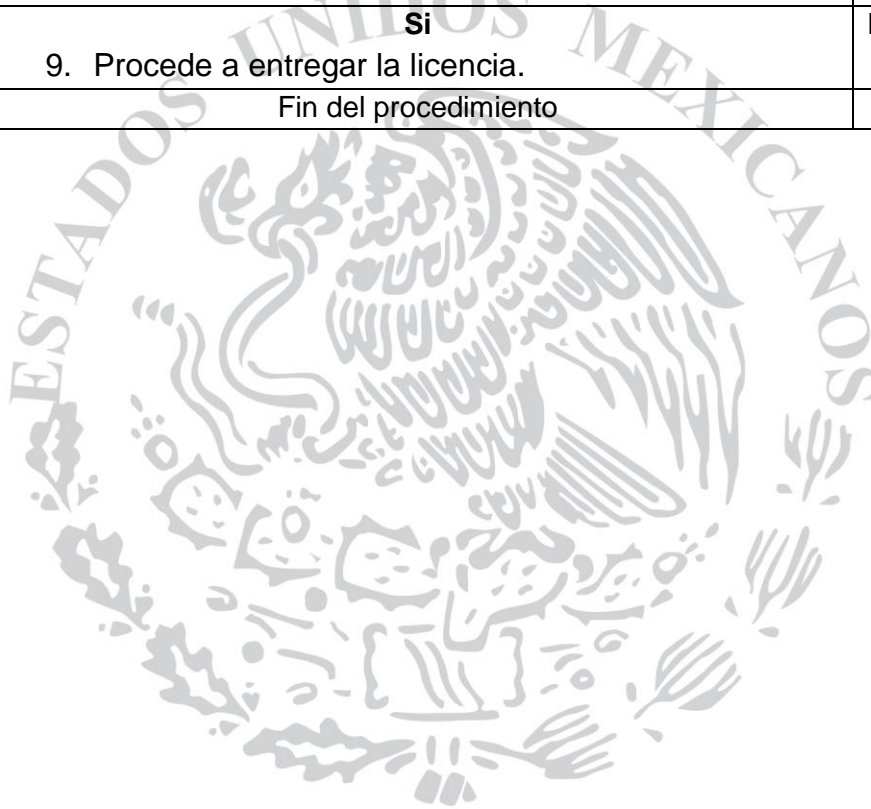 Si
9. Procede a entregar la licencia.
Fin del procedimiento
ESTADOS UNIDOS MEXICANOS